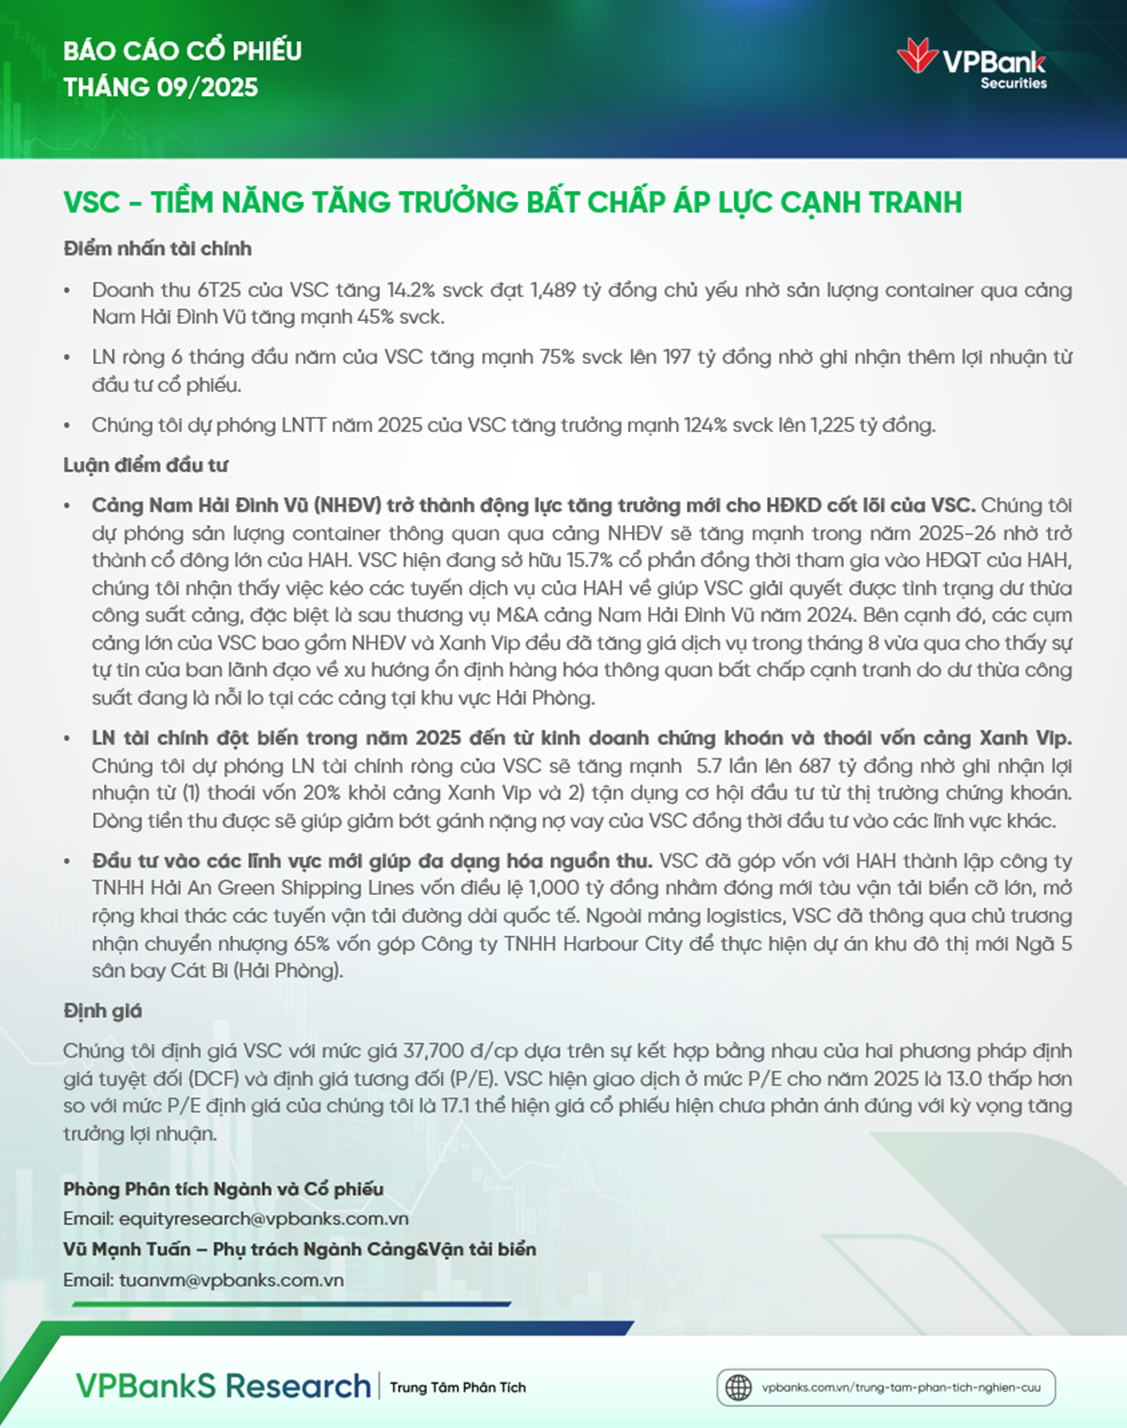 BÁO CÁO CỔ PHIẾU
THÁNG 09/2025
VPBank
Securities
VSC - TIỀM NĂNG TĂNG TRƯỞNG BẤT CHẤP ÁP LỰC CẠNH TRANH
Điểm nhấn tài chính
• Doanh thu 6T25 của VSC tăng 14.2% svck đạt 1,489 tỷ đồng chủ yếu nhờ sản lượng container qua cảng
Nam Hải Đình Vũ tăng mạnh 45% svck.
• LN ròng 6 tháng đầu năm của VSC tăng mạnh 75% svck lên 197 tỷ đồng nhờ ghi nhận thêm lợi nhuận từ
đầu tư cổ phiếu.
• Chúng tôi dự phóng LNTT năm 2025 của VSC tăng trưởng mạnh 124% svck lên 1,225 tỷ đồng.
Luận điểm đầu tư
• Cảng Nam Hải Đình Vũ (NHĐV) trở thành động lực tăng trưởng mới cho HĐKD cốt lõi của VSC. Chúng tôi
dự phóng sản lượng container thông quan qua cảng NHĐV sẽ tăng mạnh trong năm 2025-26 nhờ trở
thành cổ đông lớn của HAH. VSC hiện đang sở hữu 15.7% cổ phần đồng thời tham gia vào HĐQT của HAH,
chúng tôi nhận thấy việc kéo các tuyến dịch vụ của HAH về giúp VSC giải quyết được tình trạng dư thừa
công suất cảng, đặc biệt là sau thương vụ M&A cảng Nam Hải Đình Vũ năm 2024. Bên cạnh đó, các cụm
cảng lớn của VSC bao gồm NHĐV và Xanh Vip đều đã tăng giá dịch vụ trong tháng 8 vừa qua cho thấy sự
tự tin của ban lãnh đạo về xu hướng ổn định hàng hóa thông quan bất chấp cạnh tranh do dư thừa công
suất đang là nỗi lo tại các cảng tại khu vực Hải Phòng.
• LN tài chính đột biến trong năm 2025 đến từ kinh doanh chứng khoán và thoái vốn cảng Xanh Vip.
Chúng tôi dự phóng LN tài chính ròng của VSC sẽ tăng mạnh 5.7 lần lên 687 tỷ đồng nhờ ghi nhận lợi
nhuận từ (1) thoái vốn 20% khỏi cảng Xanh Vip và 2) tận dụng cơ hội đầu tư từ thị trường chứng khoán.
Dòng tiền thu được sẽ giúp giảm bớt gánh nặng nợ vay của VSC đồng thời đầu tư vào các lĩnh vực khác.
• Đầu tư vào các lĩnh vực mới giúp đa dạng hóa nguồn thu. VSC đã góp vốn với HAH thành lập công ty
TNHH Hải An Green Shipping Lines vốn điều lệ 1,000 tỷ đồng nhằm đóng mới tàu vận tải biển cỡ lớn, mở
rộng khai thác các tuyến vận tải đường dài quốc tế. Ngoài mảng logistics, VSC đã thông qua chủ trương
nhận chuyển nhượng 65% vốn góp Công ty TNHH Harbour City để thực hiện dự án khu đô thị mới Ngã 5
sân bay Cát Bi (Hải Phòng).
Định giá
Chúng tôi định giá VSC với mức giá 37,700 đ/cp dựa trên sự kết hợp bằng nhau của hai phương pháp định
giá tuyệt đối (DCF) và định giá tương đối (P/E). VSC hiện giao dịch ở mức P/E cho năm 2025 là 13.0 thấp hơn
so với mức P/E định giá của chúng tôi là 17.1 thể hiện giá cổ phiếu hiện chưa phản ánh đúng với kỳ vọng tăng
trưởng lợi nhuận.
Phòng Phân tích Ngành và Cổ phiếu
Email: equityresearch@vpbanks.com.vn
Vũ Mạnh Tuấn – Phụ trách Ngành Cảng&Vận tải biển
Email: tuanvm@vpbanks.com.vn
VPBankS Research | Trung Tâm Phân Tích
vpbanks.com.vn/trung-tam-phan-tich-nghien-cuu